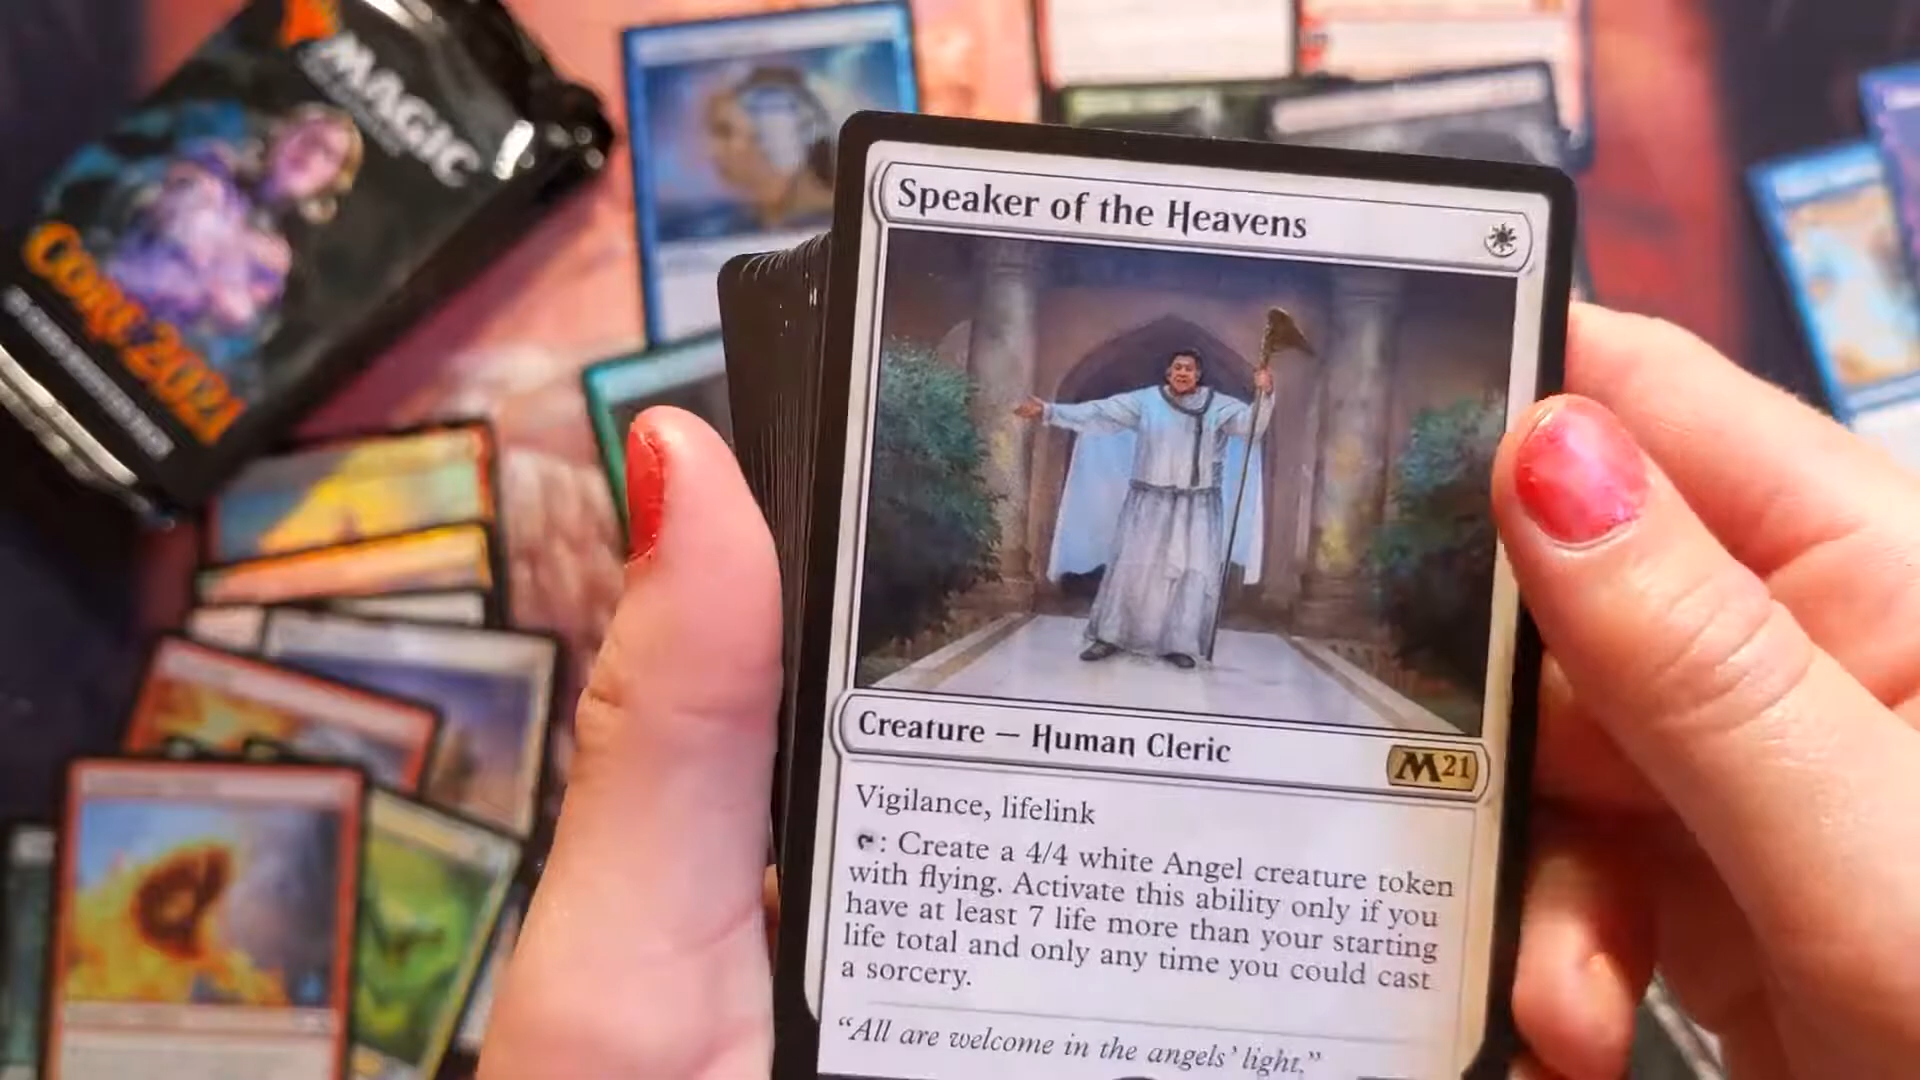 MAGIC
CORE 2021
Speaker of the Heavens
Creature — Human Cleric
M21
Vigilance, lifelink
: Create a 4/4 white Angel creature token
with flying. Activate this ability only if you
have at least 7 life more than your starting
life total and only any time you could cast
a sorcery.
“All are welcome in the angels’ light.”